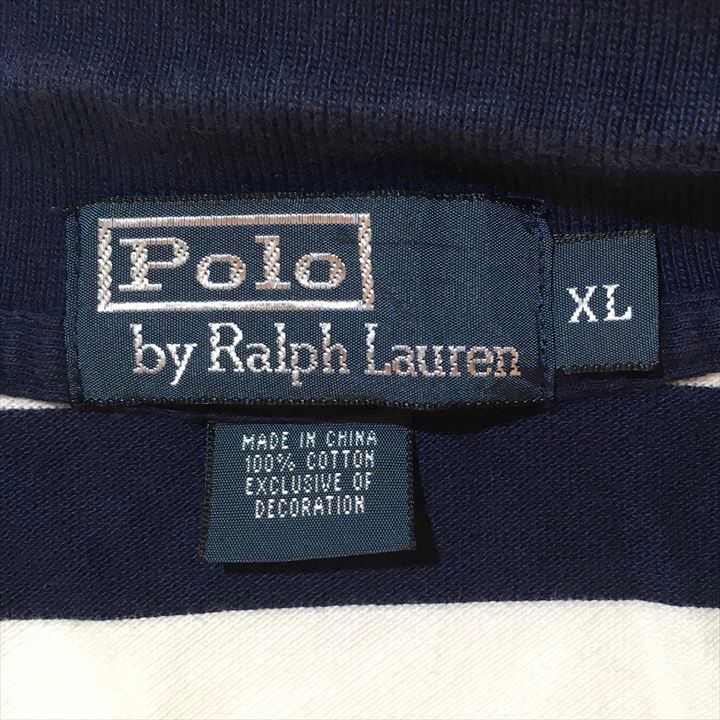 Polo
by Ralph Lauren
XL
MADE IN CHINA
100% COTTON
EXCLUSIVE OF
DECORATION